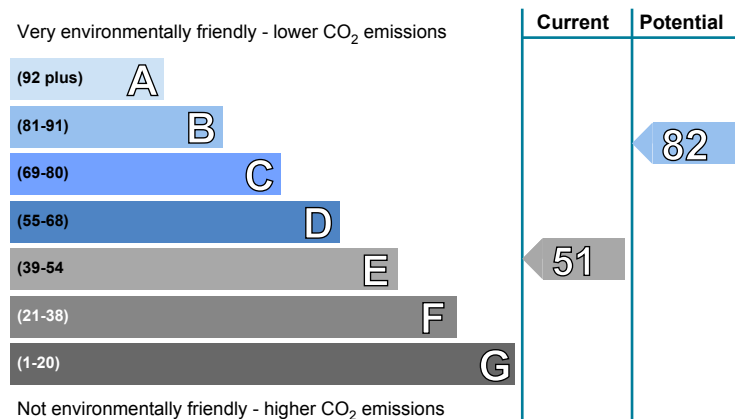 Very environmentally friendly - lower CO₂ emissions
Current
Potential
(92 plus) A
(81-91) B
(69-80) C
(55-68) D
(39-54 E
(21-38) F
(1-20) G
82
51
Not environmentally friendly - higher CO₂ emissions